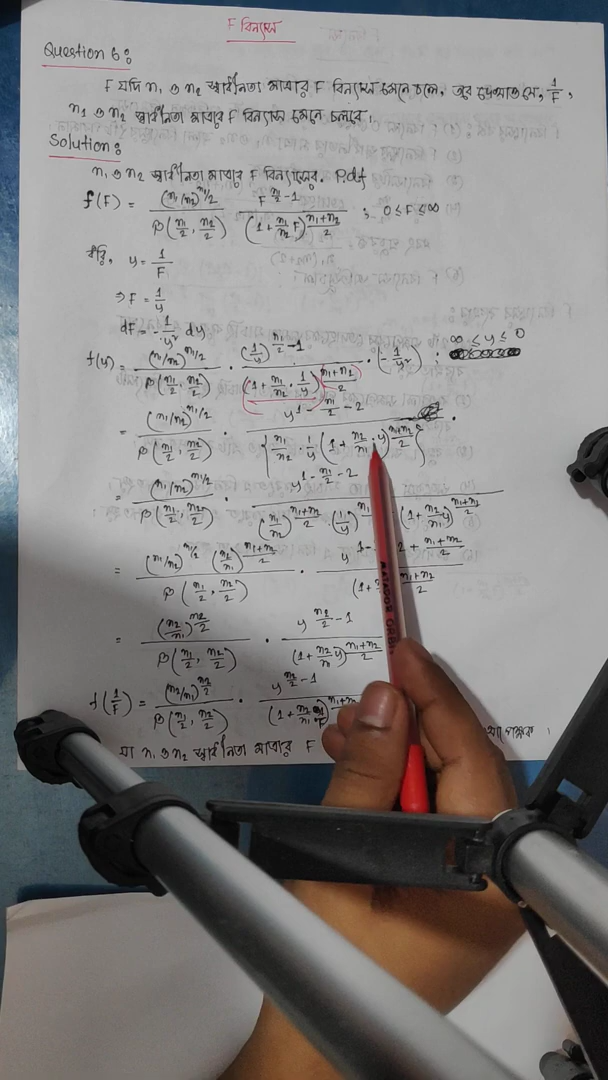 F বিন্যাস
Question 6:
F যদি n₁ ও n₂ স্বাধীনতা মাত্রার F বিন্যাস মেনে চলে, তবে দেখাও যে, 1/F,
n₁ ও n₂ স্বাধীনতা মাত্রার F বিন্যাস মেনে চলবে।
Solution:
n₁ ও n₂ স্বাধীনতা মাত্রার F বিন্যাসের Pdf
f(F) = (n₁/n₂)^(n₁/2) / β(n₁/2, n₂/2) · F^(n₁/2 -1) / (1 + n₁/n₂ F)^((n₁+n₂)/2) ; 0 ≤ F ≤ ∞
ধরি, y = 1/F
⇒ F = 1/y
dF = -1/y² dy
f(y) = (n₁/n₂)^(n₁/2) / β(n₁/2, n₂/2) · (1/y)^(n₁/2 -1) / (1 + n₁/n₂ · 1/y)^((n₁+n₂)/2) · (-1/y²) ; ∞ ≤ y ≤ 0
= (n₁/n₂)^(n₁/2) / β(n₁/2, n₂/2) · y^(1 - n₁/2 - 2) / {n₁/n₂ · 1/y (1 + n₂/n₁ · y)}^((n₁+n₂)/2)
= (n₁/n₂)^(n₁/2) / β(n₁/2, n₂/2) · y^(1 - n₁/2 - 2) / (n₁/n₂)^((n₁+n₂)/2) (1/y) (1 + n₂/n₁ y)^((n₁+n₂)/2)
= (n₁/n₂)^(n₁/2) (n₂/n₁)^((n₁+n₂)/2) / β(n₁/2, n₂/2) · y^(1 - 2 + (n₁+n₂)/2) / (1 + (n₁+n₂)/2
= (n₂/n₁)^(n₂/2) / β(n₁/2, n₂/2) · y^(n₂/2 - 1) / (1 + n₂/n₁ y)^((n₁+n₂)/2)
f(1/F) = (n₂/n₁)^(n₂/2) / β(n₁/2, n₂/2) · y^(n₂/2 - 1) / (1 + n₂/n₁
যা n₁ ও n₂ স্বাধীনতা মাত্রার F